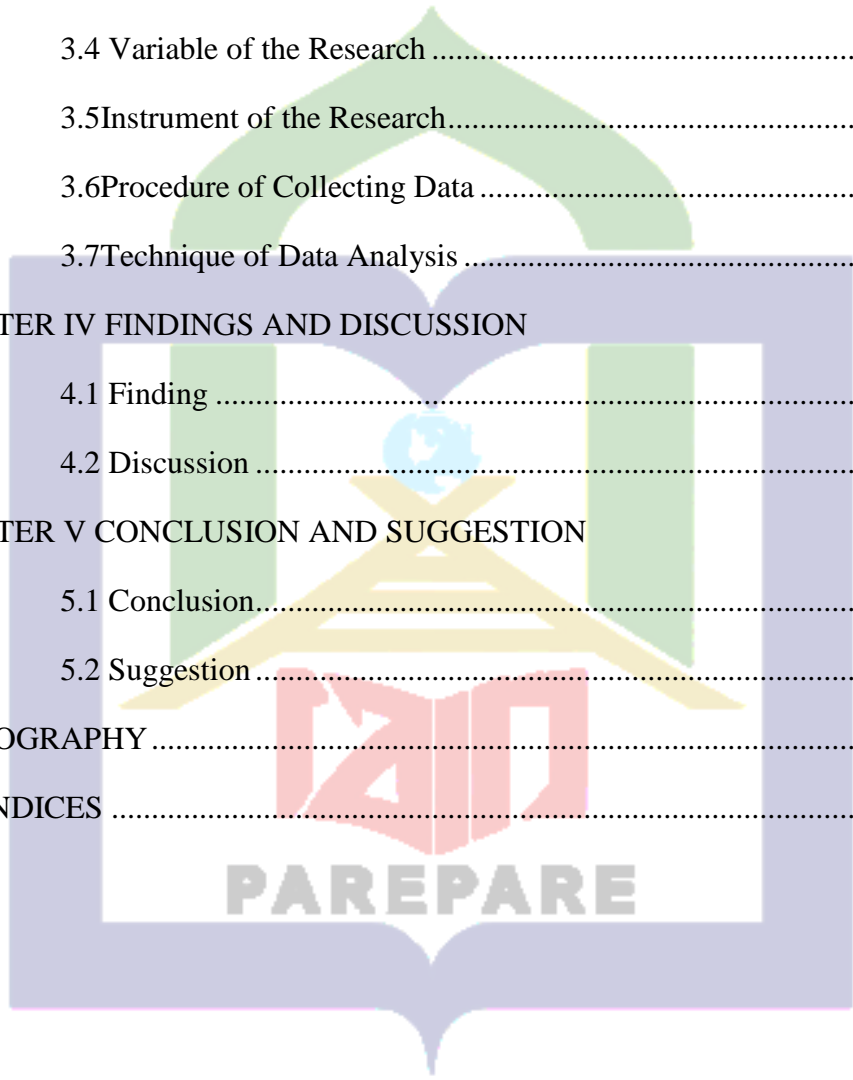 3.4 Variable of the Research ..........................................................
3.5Instrument of the Research........................................................
3.6Procedure of Collecting Data ...................................................
3.7Technique of Data Analysis .....................................................
TER IV FINDINGS AND DISCUSSION
4.1 Finding ......................................................................................
4.2 Discussion .................................................................................
TER V CONCLUSION AND SUGGESTION
5.1 Conclusion.................................................................................
5.2 Suggestion .................................................................................
OGRAPHY ...........................................................................................
NDICES ................................................................................................
iain
PAREPARE